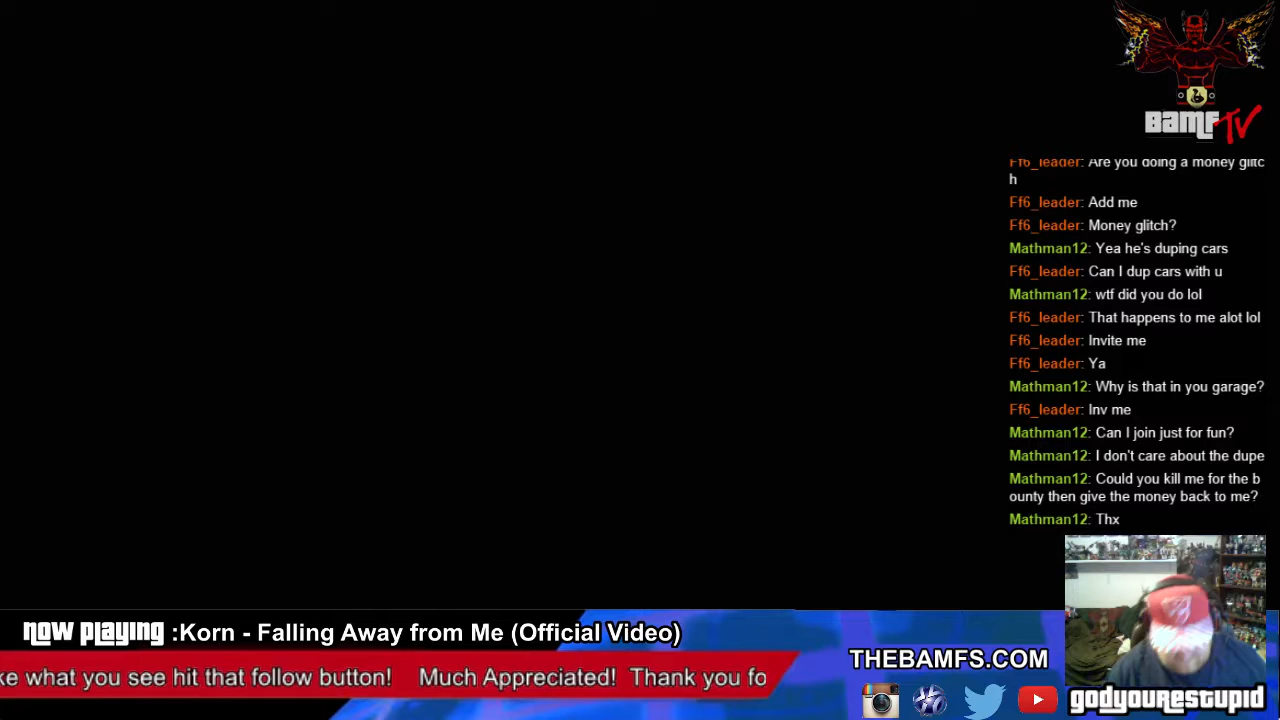 BAMF TV
Ff6_leader: Are you doing a money glitc
h
Ff6_leader: Add me
Ff6_leader: Money glitch?
Mathman12: Yea he's duping cars
Ff6_leader: Can I dup cars with u
Mathman12: wtf did you do lol
Ff6_leader: That happens to me alot lol
Ff6_leader: Invite me
Ff6_leader: Ya
Mathman12: Why is that in you garage?
Ff6_leader: Inv me
Mathman12: Can I join just for fun?
Mathman12: I don't care about the dupe
Mathman12: Could you kill me for the b
ounty then give the money back to me?
Mathman12: Thx
now playing :Korn - Falling Away from Me (Official Video)
ke what you see hit that follow button! Much Appreciated! Thank you fo
THEBAMFS.COM
godyourestupid